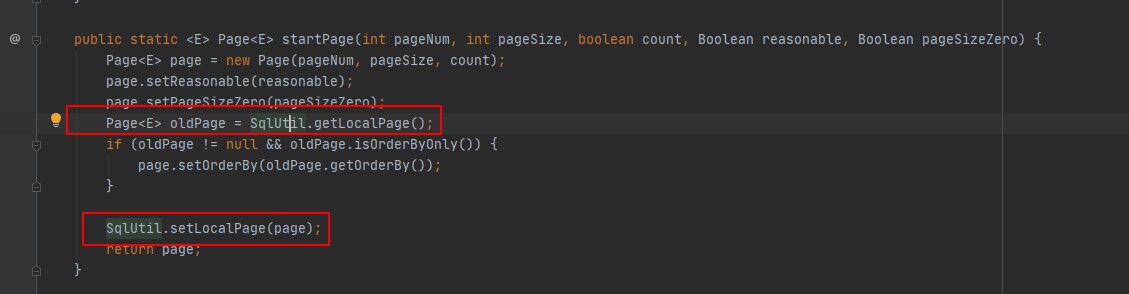 }
@
public static <E> Page<E> startPage(int pageNum, int pageSize, boolean count, Boolean reasonable, Boolean pageSizeZero) {
Page<E> page = new Page(pageNum, pageSize, count);
page.setReasonable(reasonable);
page.setPageSizeZero(pageSizeZero);
Page<E> oldPage = SqlUtil.getLocalPage();
if (oldPage != null && oldPage.isOrderByOnly()) {
page.setOrderBy(oldPage.getOrderBy());
}
SqlUtil.setLocalPage(page);
return page;
}